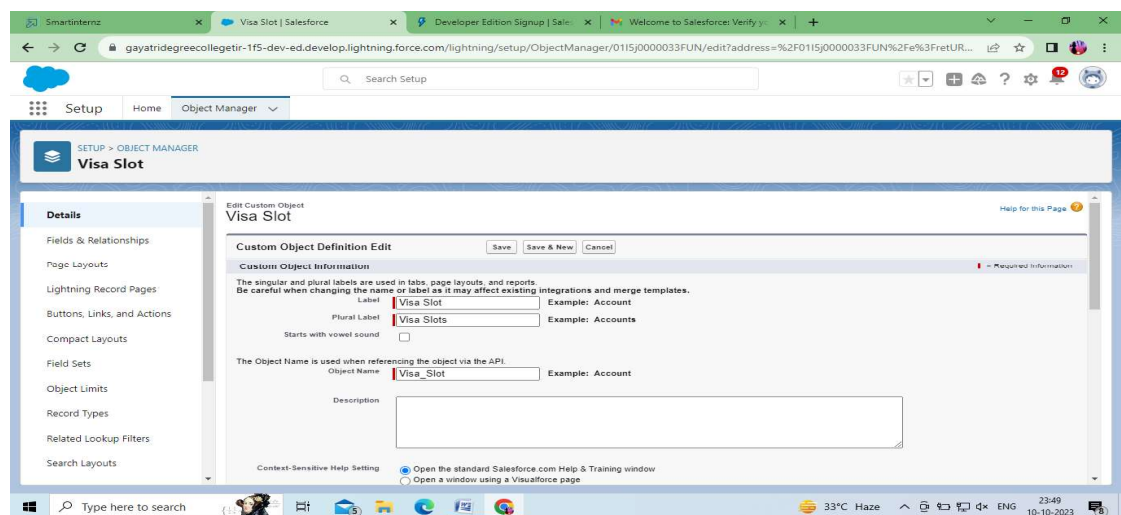 Smartinternz
Visa Slot | Salesforce
Developer Edition Signup | Sale
Welcome to Salesforce: Verify y
gayatridegreecollegetir-1f5-dev-ed.develop.lightning.force.com/lightning/setup/ObjectManager/01I5j0000033FUN/edit?address=%2F01I5j0000033FUN%2Fe%3FretUR...
Search Setup
12
Setup Home Object Manager
SETUP > OBJECT MANAGER
Visa Slot
Details
Fields & Relationships
Page Layouts
Lightning Record Pages
Buttons, Links, and Actions
Compact Layouts
Field Sets
Object Limits
Record Types
Related Lookup Filters
Search Layouts
Edit Custom Object
Visa Slot
Help for this Page
Custom Object Definition Edit Save Save & New Cancel
Custom Object Information = Required Information
The singular and plural labels are used in tabs, page layouts, and reports.
Be careful when changing the name or label as it may affect existing integrations and merge templates.
Label Visa Slot Example: Account
Plural Label Visa Slots Example: Accounts
Starts with vowel sound
The Object Name is used when referencing the object via the API.
Object Name Visa_Slot Example: Account
Description
Context-Sensitive Help Setting Open the standard Salesforce.com Help & Training window
Open a window using a Visualforce page
Type here to search
5
33°C Haze ENG 23:49
10-10-2023
8